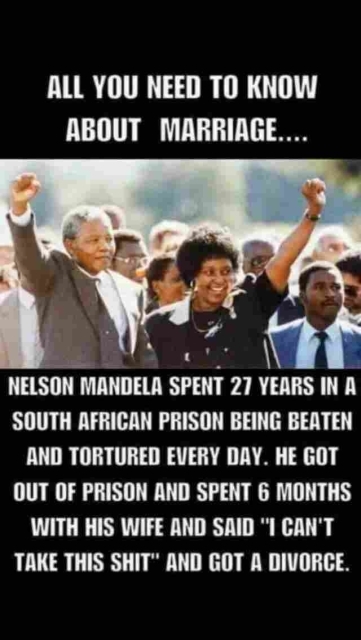 ALL YOU NEED TO KNOW
ABOUT MARRIAGE....
NELSON MANDELA SPENT 27 YEARS IN A
SOUTH AFRICAN PRISON BEING BEATEN
AND TORTURED EVERY DAY. HE GOT
OUT OF PRISON AND SPENT 6 MONTHS
WITH HIS WIFE AND SAID "I CAN'T
TAKE THIS SHIT" AND GOT A DIVORCE.